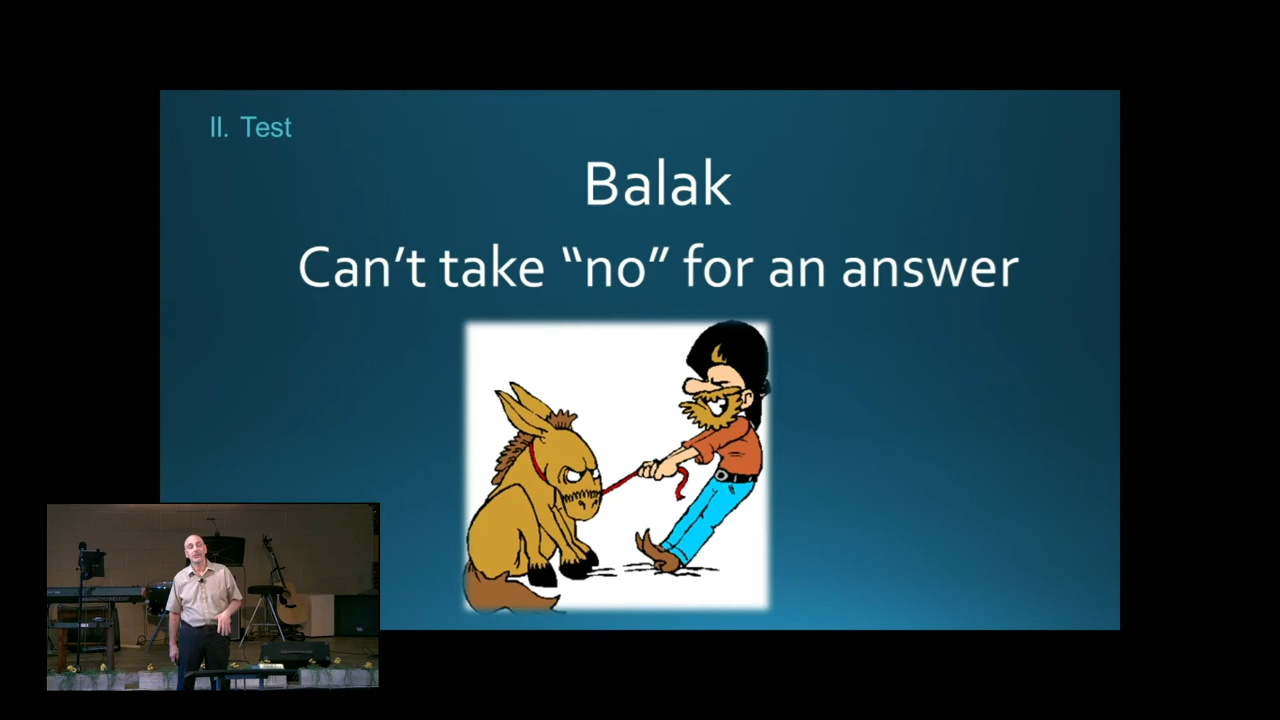 II. Test
Balak
Can’t take “no” for an answer